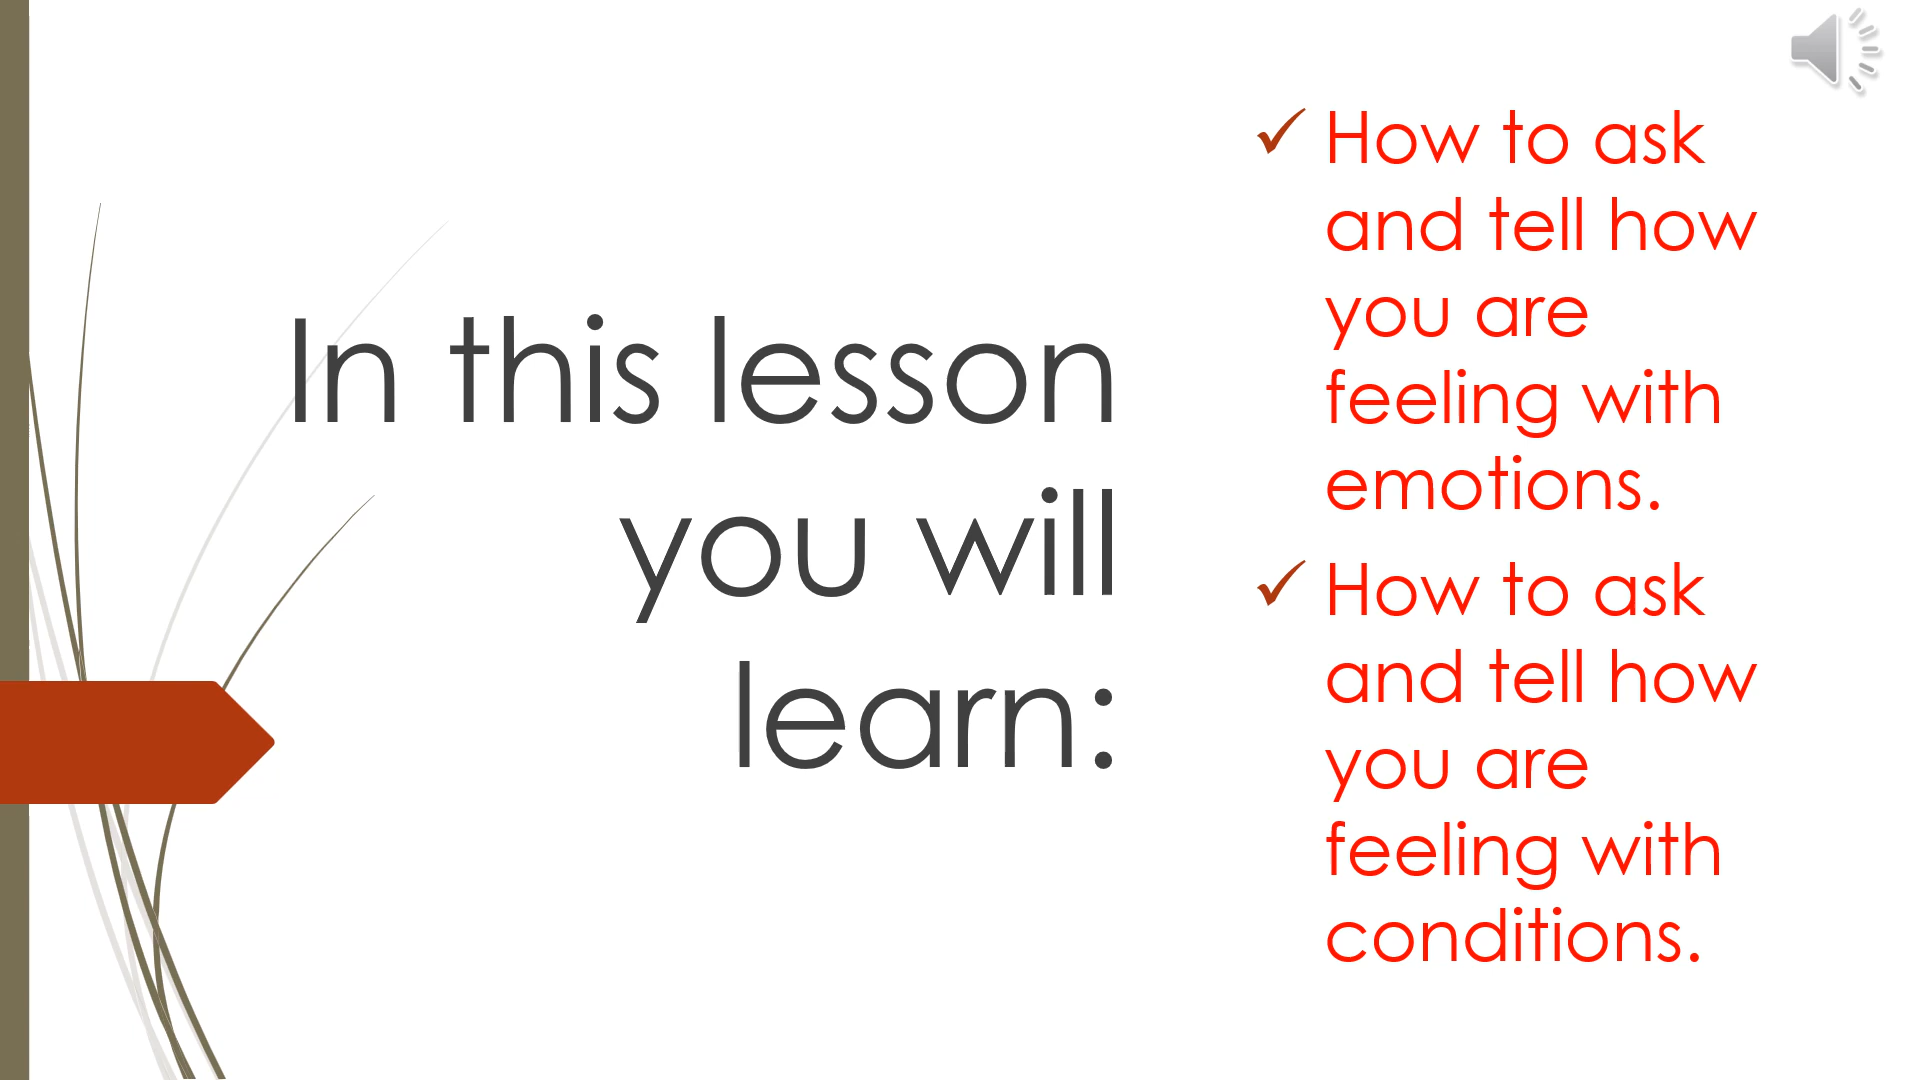 In this lesson
you will
learn:
How to ask
and tell how
you are
feeling with
emotions.
How to ask
and tell how
you are
feeling with
conditions.